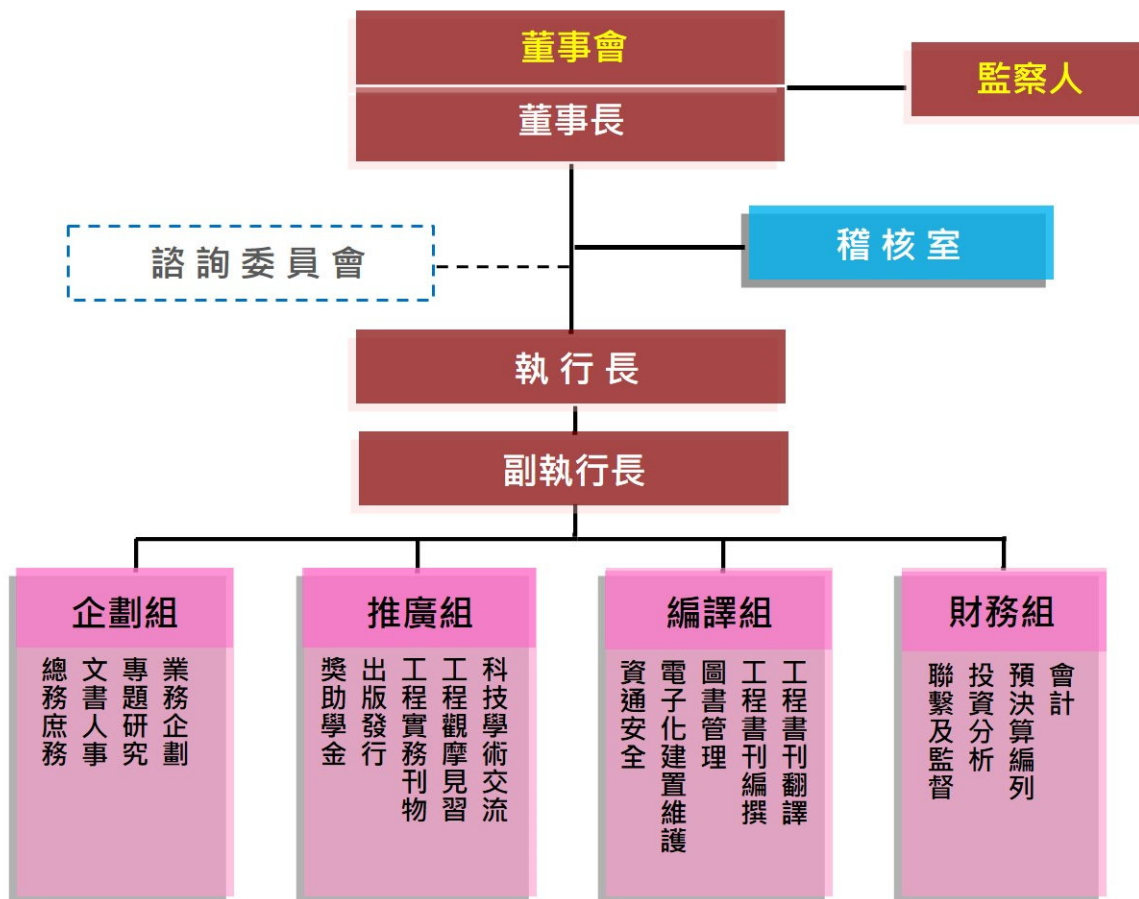 董事會
董事長
監察人
諮詢委員會
稽核室
執行長
副執行長
企劃組
業務企劃
專題研究
文書人事
總務庶務
推廣組
科技學術交流
工程觀摩見習
工程實務刊物
出版發行
獎助學金
編譯組
工程書刊翻譯
工程書刊編撰
圖書管理
電子化建置維護
資通安全
財務組
會計
預決算編列
投資分析
聯繫及監督